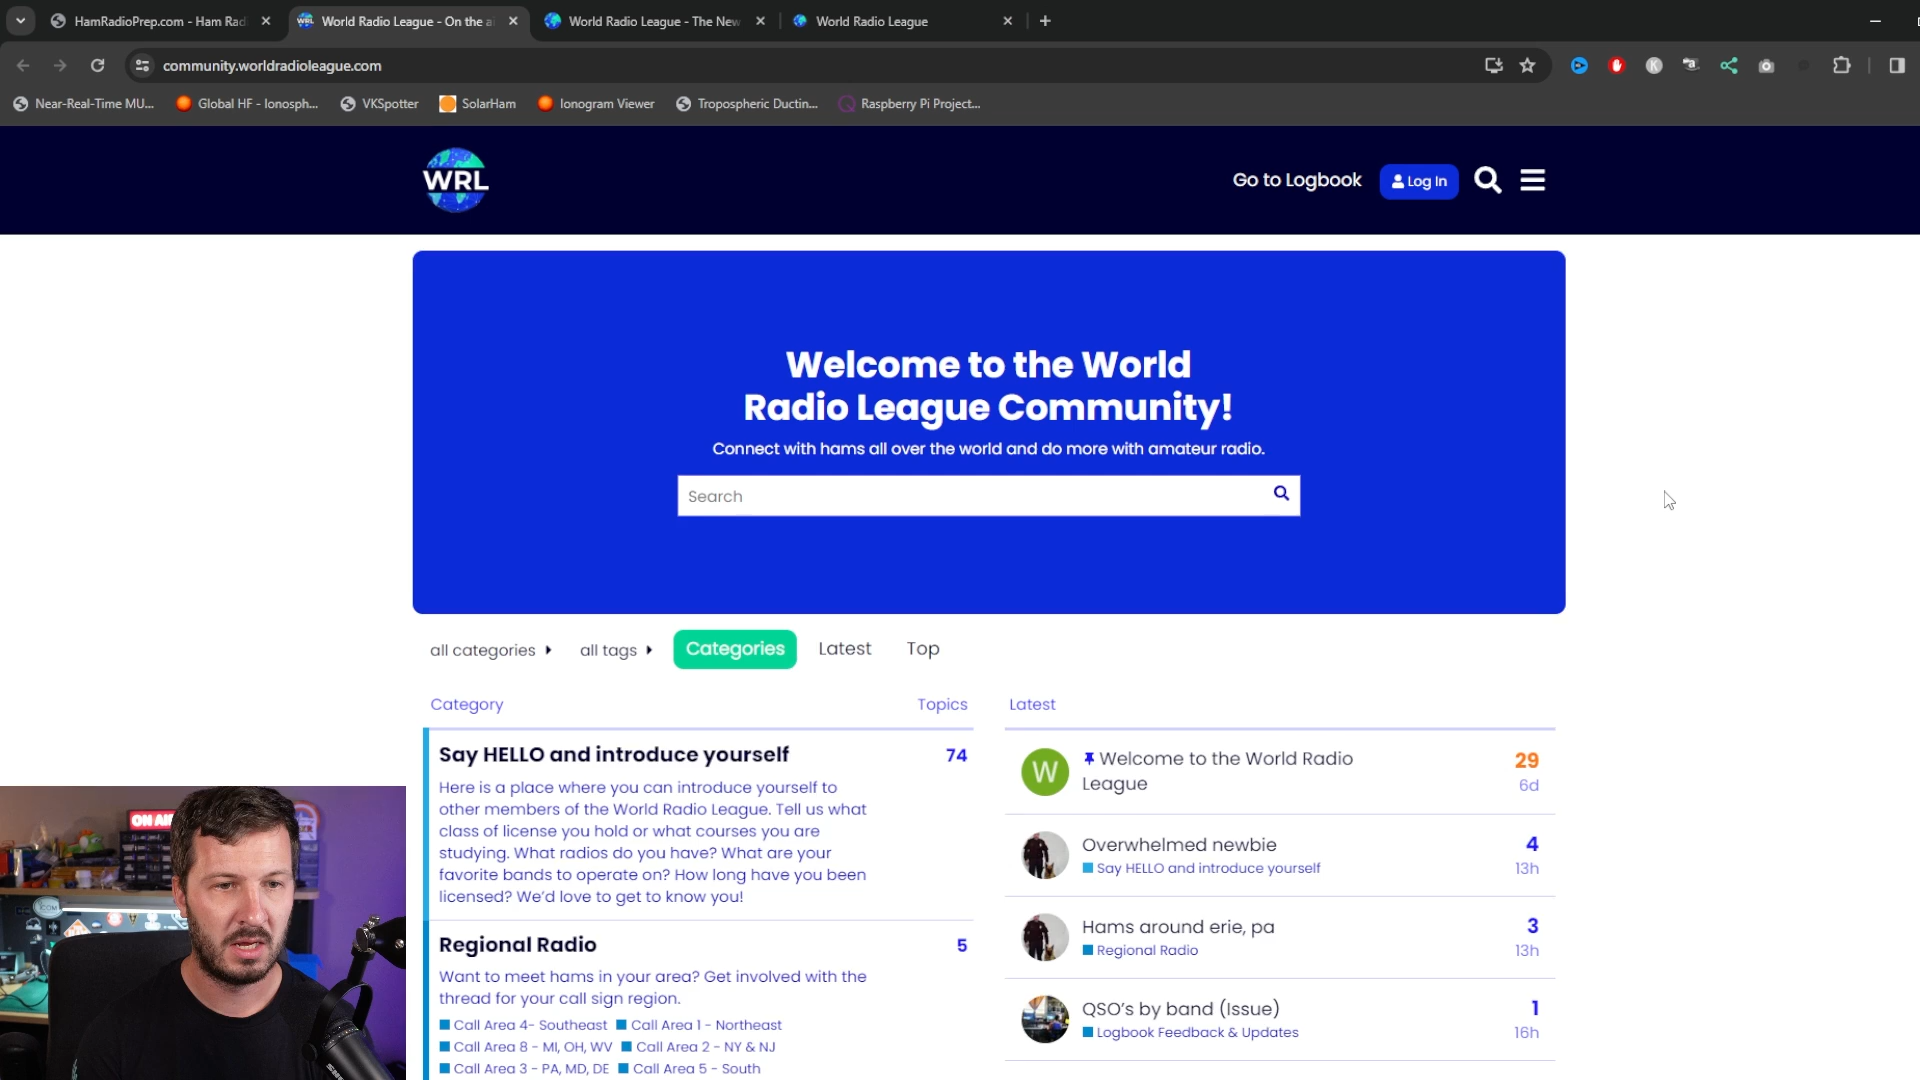 HamRadioPrep.com - Ham Rad
World Radio League - On the ai
World Radio League - The New
World Radio League
community.worldradioleague.com
Near-Real-Time MU...
Global HF - Ionosph...
VKSpotter
SolarHam
Ionogram Viewer
Tropospheric Ductin...
Raspberry Pi Project...
WRL
Go to Logbook
Log In
Welcome to the World
Radio League Community!
Connect with hams all over the world and do more with amateur radio.
Search
all categories
all tags
Categories
Latest
Top
Category
Topics
Say HELLO and introduce yourself
74
Here is a place where you can introduce yourself to
other members of the World Radio League. Tell us what
class of license you hold or what courses you are
studying. What radios do you have? What are your
favorite bands to operate on? How long have you been
licensed? We'd love to get to know you!
Regional Radio
5
Want to meet hams in your area? Get involved with the
thread for your call sign region.
Call Area 4- Southeast
Call Area 1 - Northeast
Call Area 8 - MI, OH, WV
Call Area 2 - NY & NJ
Call Area 3 - PA, MD, DE
Call Area 5 - South
Latest
W
Welcome to the World Radio
League
29
6d
Overwhelmed newbie
4
Say HELLO and introduce yourself
13h
Hams around erie, pa
3
Regional Radio
13h
QSO's by band (Issue)
1
Logbook Feedback & Updates
16h
ON A